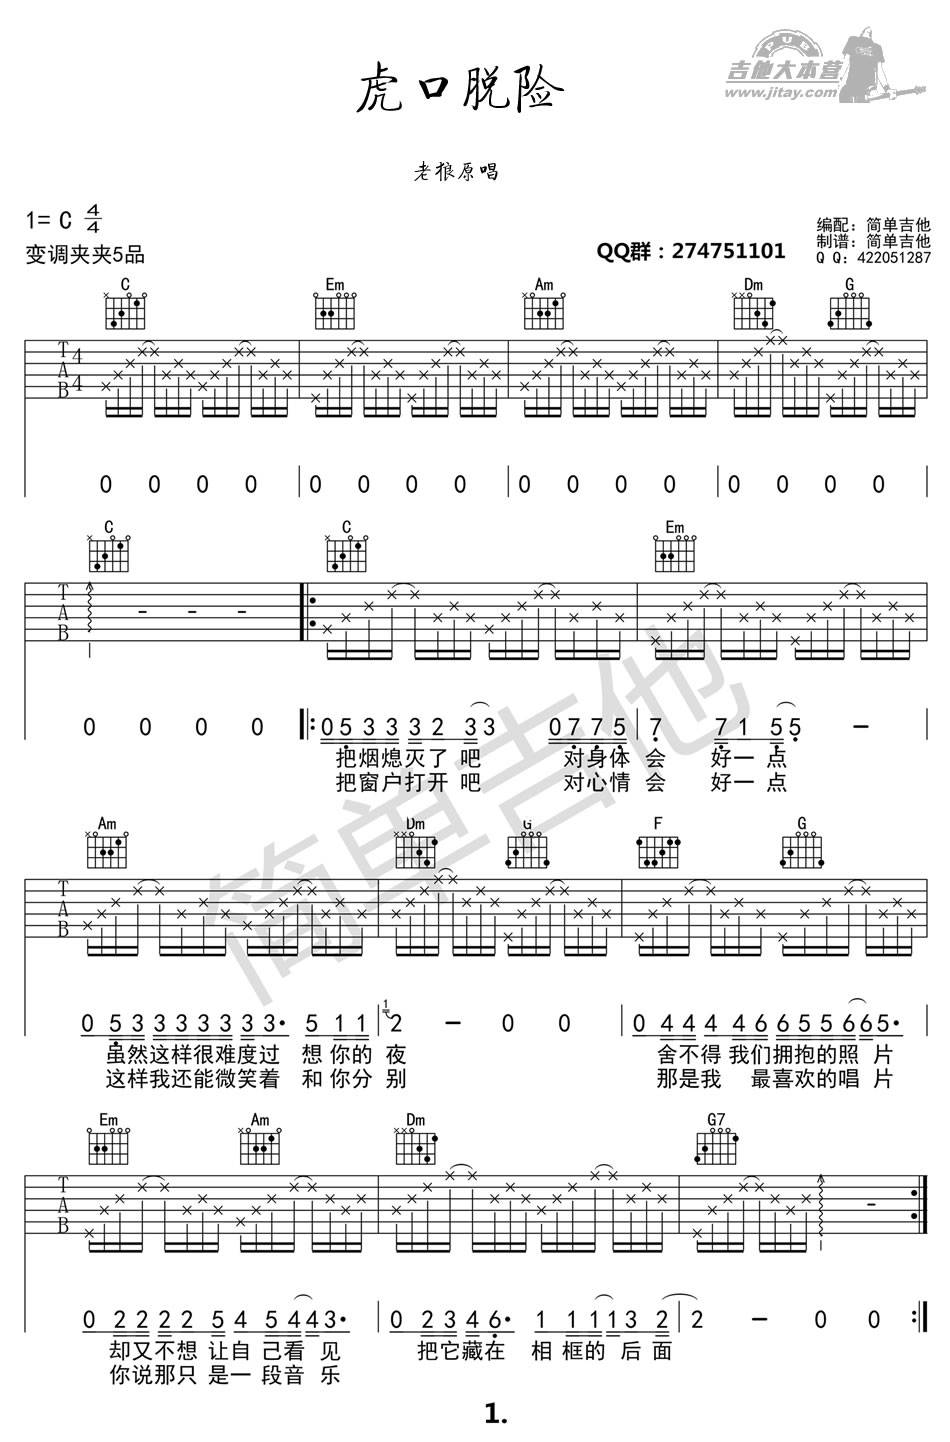 吉他大本营
PUB
www.jitay.com
虎口脱险
老狼原唱
1= C 4/4
变调夹夹5品
QQ群：274751101
编配：简单吉他
制谱：简单吉他
Q Q：422051287
C Em Am Dm G
T A B 4 4
0 0 0 0 0 0 0 0 0 0 0 0 0 0 0 0
C C Em
T A B
0 0 0 0 0 5 3 3 3 2 3 3 0 7 7 5 7 7 1 5 5 –
把烟熄灭了吧 对身体会 好一点
把窗户打开吧 对心情会 好一点
Am Dm G F G
T A B
0 5 3 3 3 3 3 3 3· 5 1 1 1 2 – 0 0 0 4 4 4 4 6 6 5 5 6 6 5·
虽然这样很难度过 想你的夜 舍不得我们拥抱的照片
这样我还能微笑着 和你分别 那是我 最喜欢的唱片
Em Am Dm G7
T A B
0 2 2 2 2 5 4 5 4 4 3· 0 2 3 4 6· 1 1 1 1 3 2 2 – 0 0
却又不想让自己看见 把它藏在 相框的后面
你说那只是一段音乐
简单吉他
1.